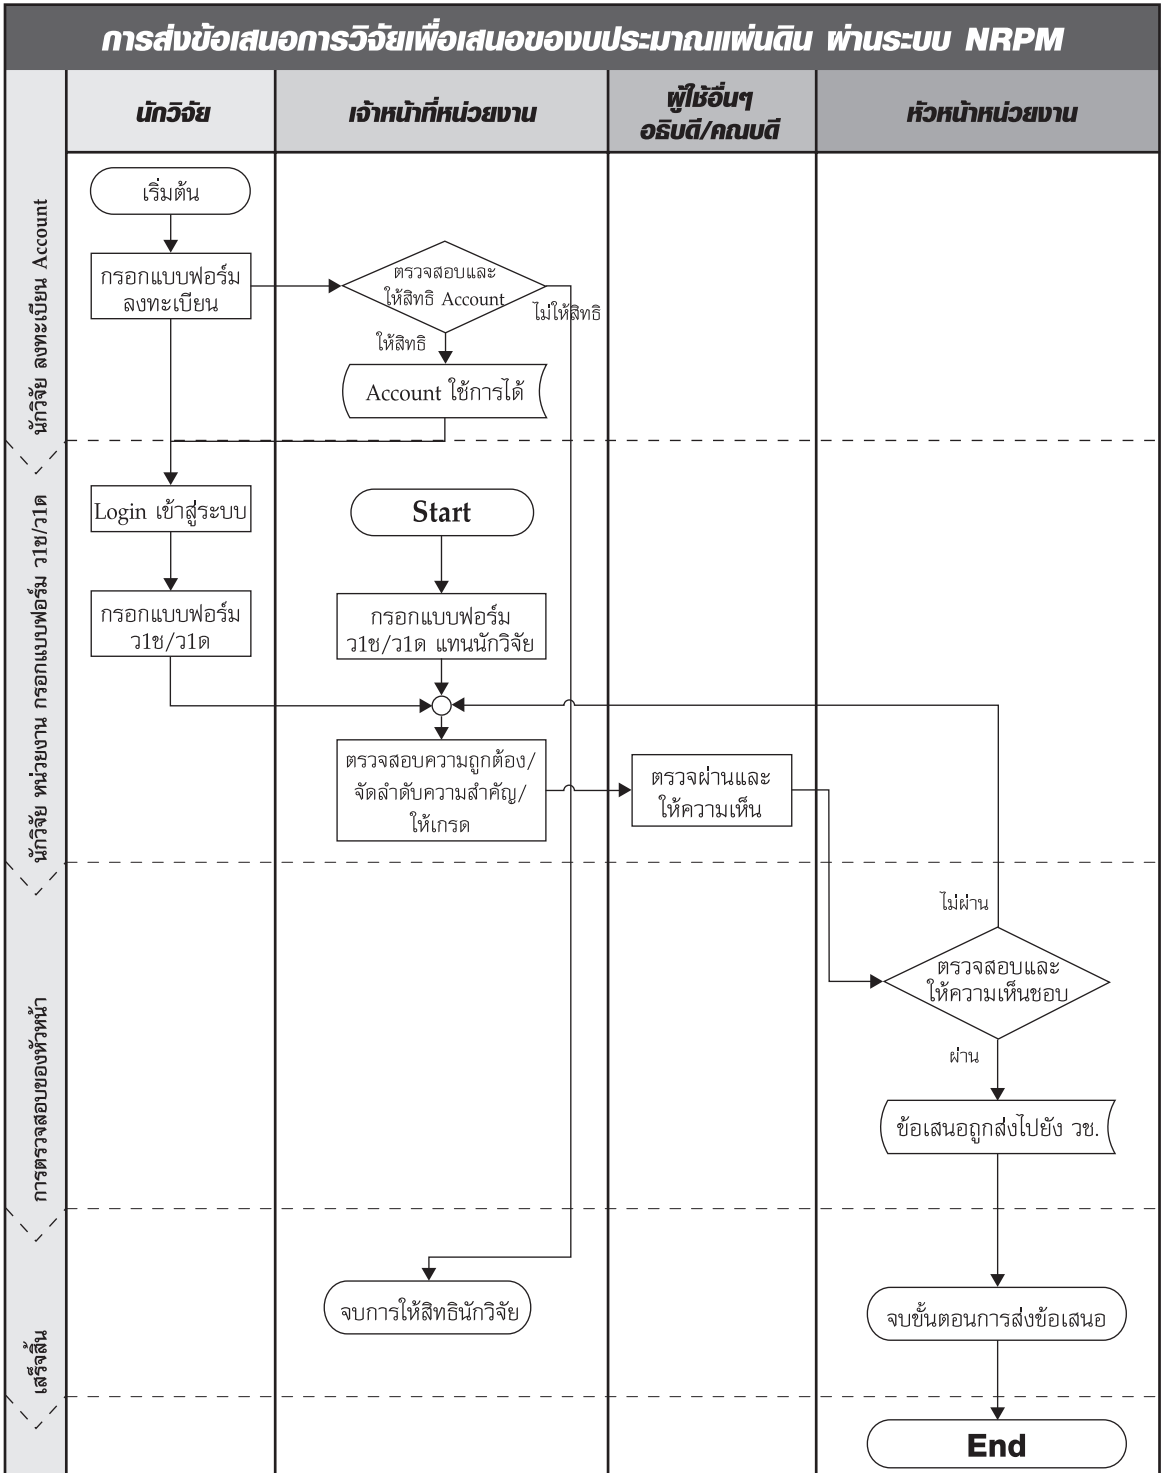 การส่งข้อเสนอการวิจัยเพื่อเสนอของบประมาณแผ่นดิน ผ่านระบบ NRPM
นักวิจัย
เจ้าหน้าที่หน่วยงาน
ผู้ใช้อื่นๆ
อธิบดี/คณบดี
หัวหน้าหน่วยงาน
นักวิจัย ลงทะเบียน Account
เริ่มต้น
กรอกแบบฟอร์ม
ลงทะเบียน
ตรวจสอบและ
ให้สิทธิ Account
ไม่ให้สิทธิ
ให้สิทธิ
Account ใช้การได้
นักวิจัย หน่วยงาน กรอกแบบฟอร์ม ว1ช/ว1ด
Login เข้าสู่ระบบ
Start
กรอกแบบฟอร์ม
ว1ช/ว1ด
กรอกแบบฟอร์ม
ว1ช/ว1ด แทนนักวิจัย
ตรวจสอบความถูกต้อง/
จัดลำดับความสำคัญ/
ให้เกรด
ตรวจผ่านและ
ให้ความเห็น
การตรวจสอบของหัวหน้า
ไม่ผ่าน
ตรวจสอบและ
ให้ความเห็นชอบ
ผ่าน
ข้อเสนอถูกส่งไปยัง วช.
เสร็จสิ้น
จบการให้สิทธินักวิจัย
จบขั้นตอนการส่งข้อเสนอ
End